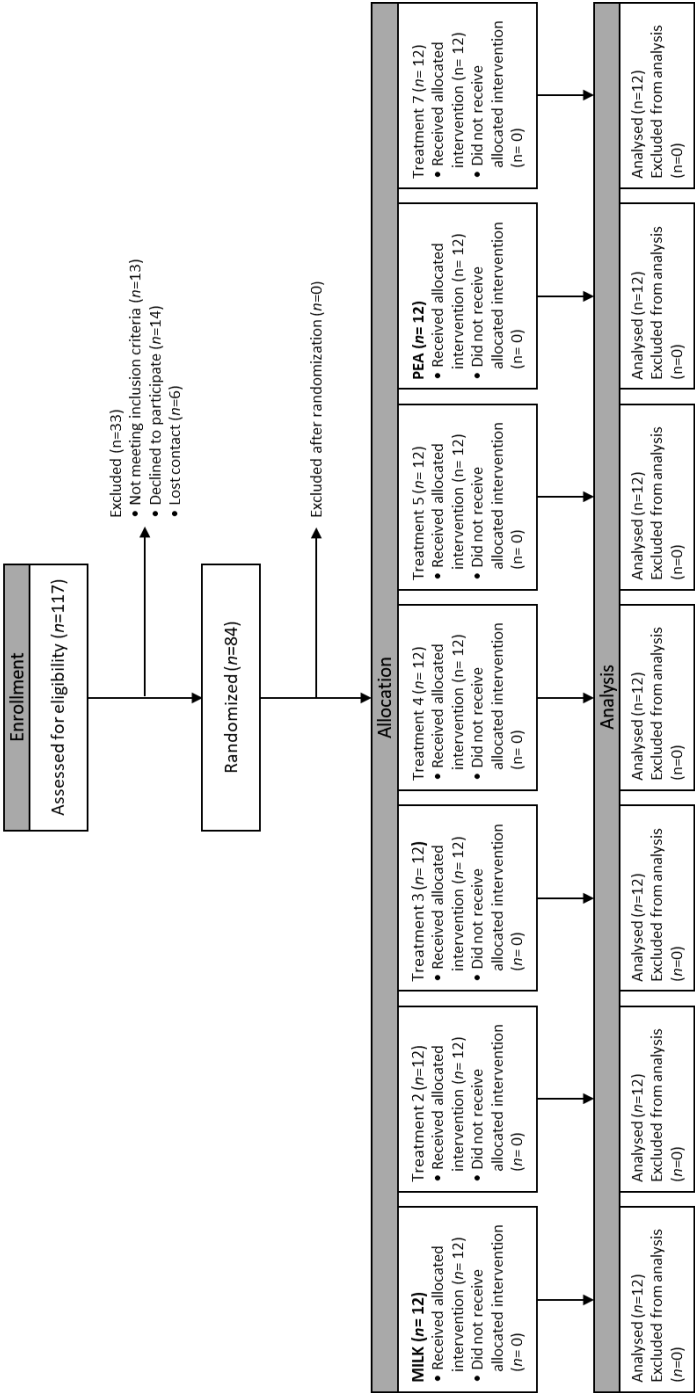 Enrollment
Assessed for eligibility (n=117)
Excluded (n=33)
• Not meeting inclusion criteria (n=13)
• Declined to participate (n=14)
• Lost contact (n=6)
Randomized (n=84)
Excluded after randomization (n=0)
Allocation
MILK (n= 12)
• Received allocated
intervention (n= 12)
• Did not receive
allocated intervention
(n= 0)
Treatment 2 (n=12)
• Received allocated
intervention (n= 12)
• Did not receive
allocated intervention
(n= 0)
Treatment 3 (n= 12)
• Received allocated
intervention (n= 12)
• Did not receive
allocated intervention
(n= 0)
Treatment 4 (n= 12)
• Received allocated
intervention (n= 12)
• Did not receive
allocated intervention
(n= 0)
Treatment 5 (n= 12)
• Received allocated
intervention (n= 12)
• Did not receive
allocated intervention
(n= 0)
PEA (n= 12)
• Received allocated
intervention (n= 12)
• Did not receive
allocated intervention
(n= 0)
Treatment 7 (n= 12)
• Received allocated
intervention (n= 12)
• Did not receive
allocated intervention
(n= 0)
Analysis
Analysed (n=12)
Excluded from analysis
(n=0)
Analysed (n=12)
Excluded from analysis
(n=0)
Analysed (n=12)
Excluded from analysis
(n=0)
Analysed (n=12)
Excluded from analysis
(n=0)
Analysed (n=12)
Excluded from analysis
(n=0)
Analysed (n=12)
Excluded from analysis
(n=0)
Analysed (n=12)
Excluded from analysis
(n=0)